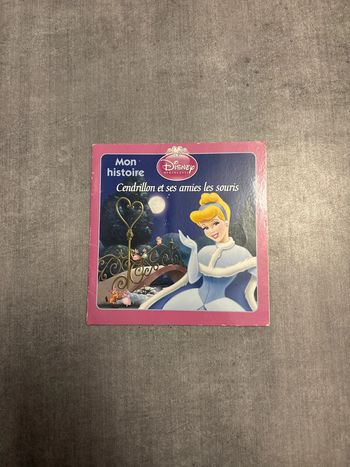 Mon
histoire
Disney
Cendrillon et ses amies les souris